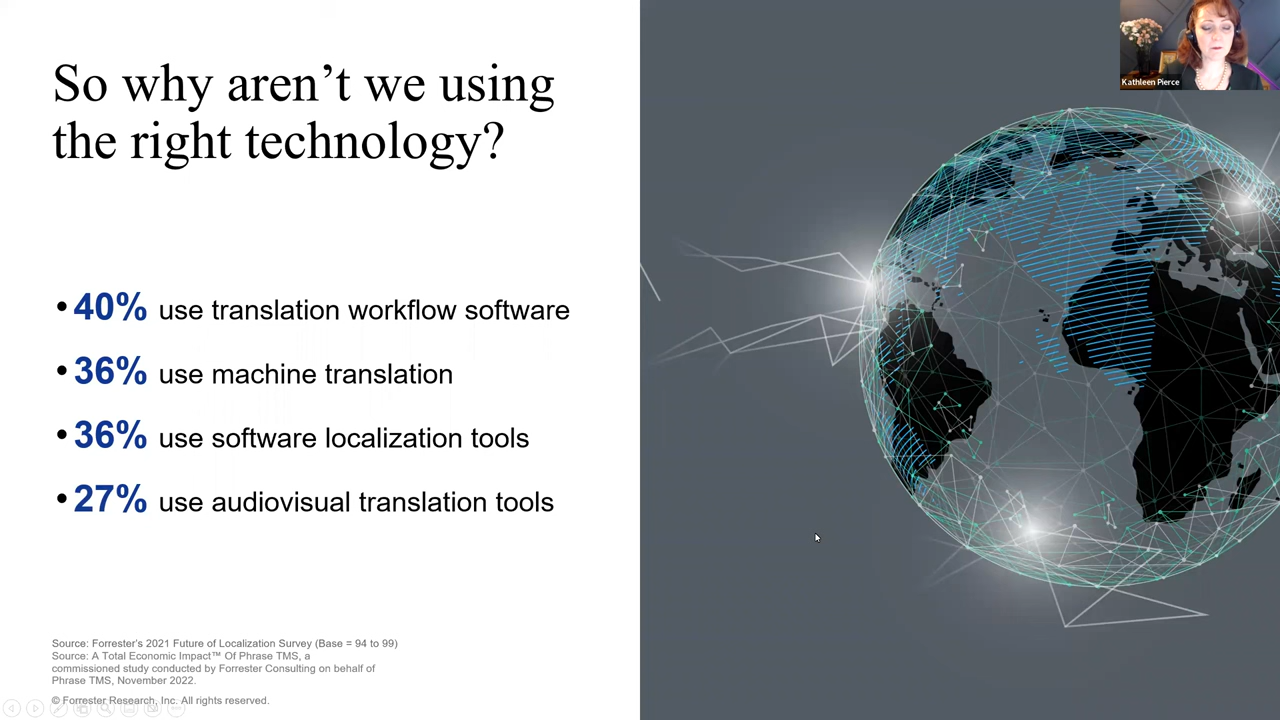 Kathleen Pierce
So why aren’t we using
the right technology?
• 40% use translation workflow software
• 36% use machine translation
• 36% use software localization tools
• 27% use audiovisual translation tools
Source: Forrester’s 2021 Future of Localization Survey (Base = 94 to 99)
Source: A Total Economic Impact™ Of Phrase TMS, a
commissioned study conducted by Forrester Consulting on behalf of
Phrase TMS, November 2022.
© Forrester Research, Inc. All rights reserved.